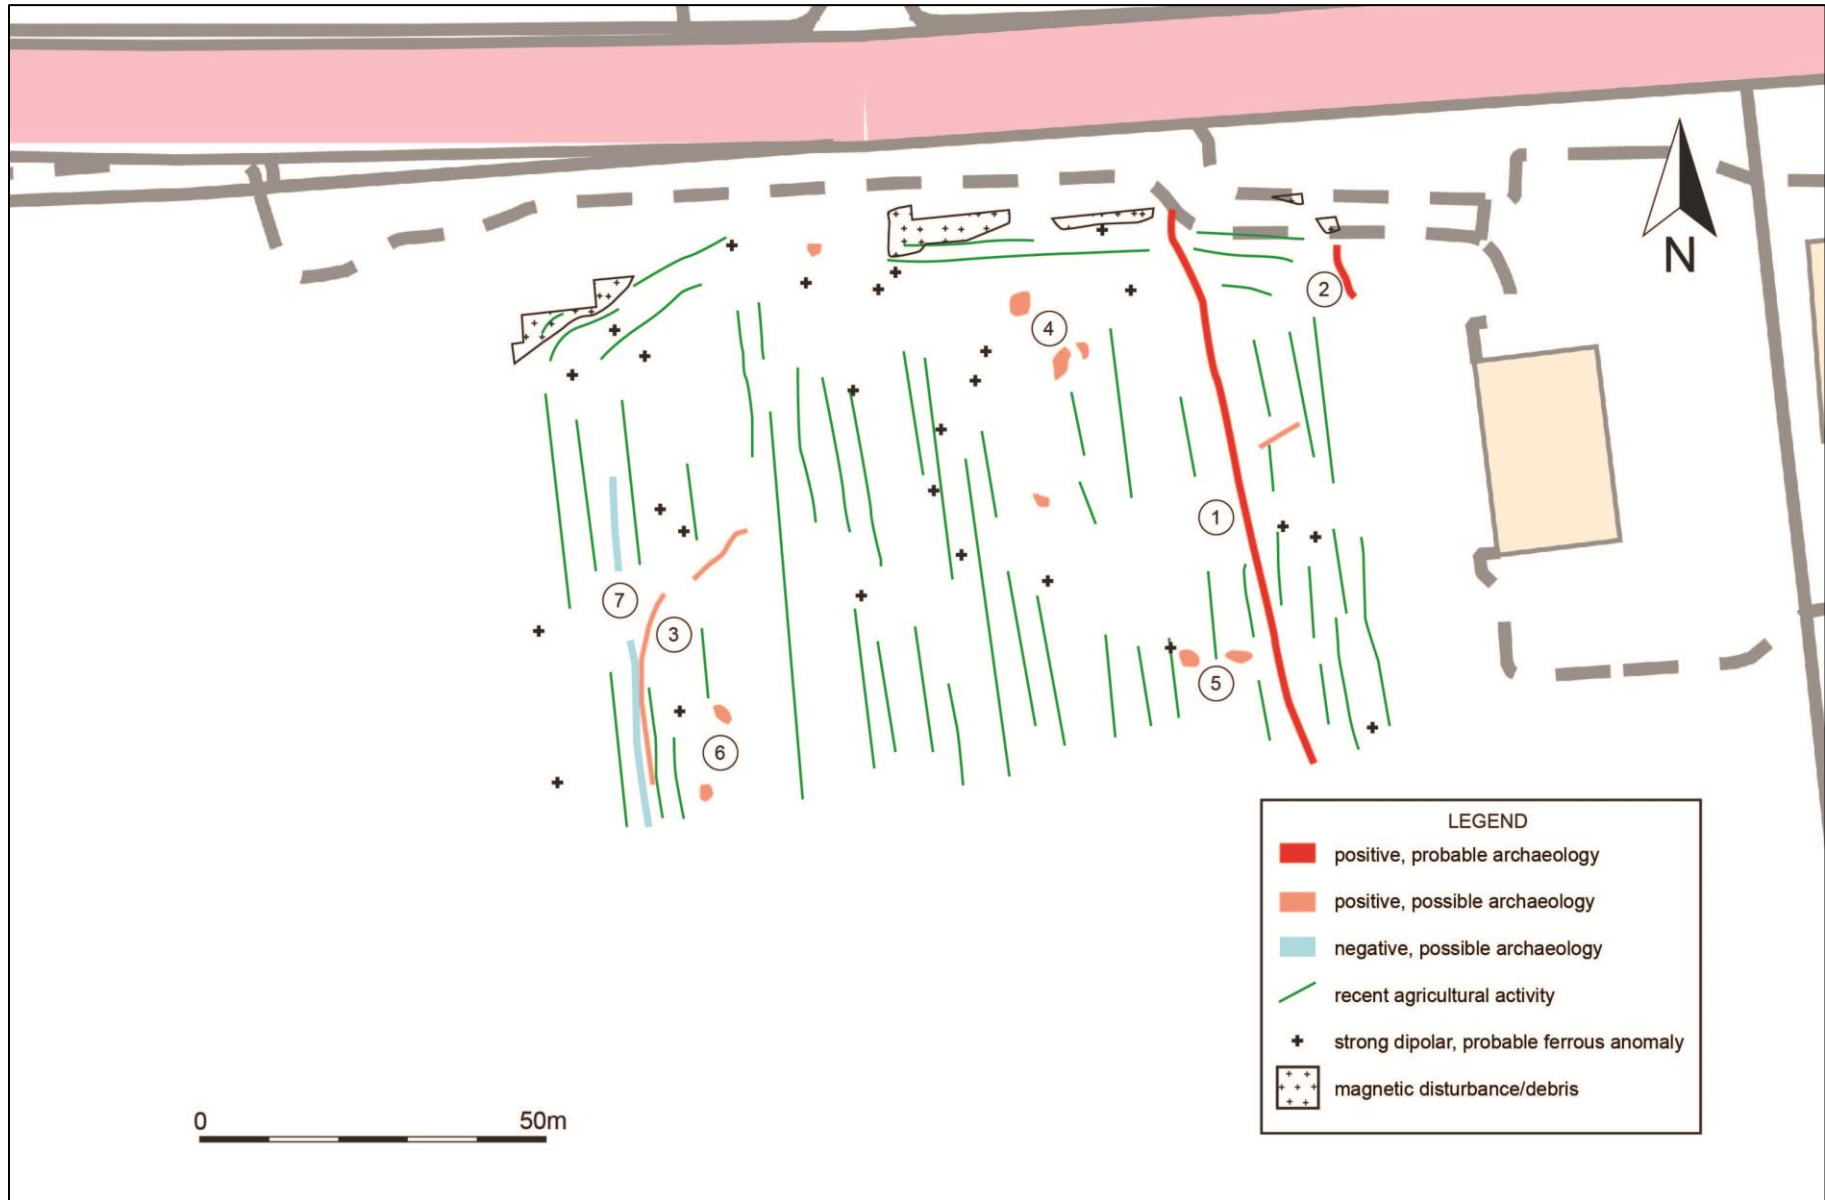 N
2
4
1
7
3
5
6
LEGEND
positive, probable archaeology
positive, possible archaeology
negative, possible archaeology
recent agricultural activity
strong dipolar, probable ferrous anomaly
magnetic disturbance/debris
0 50m